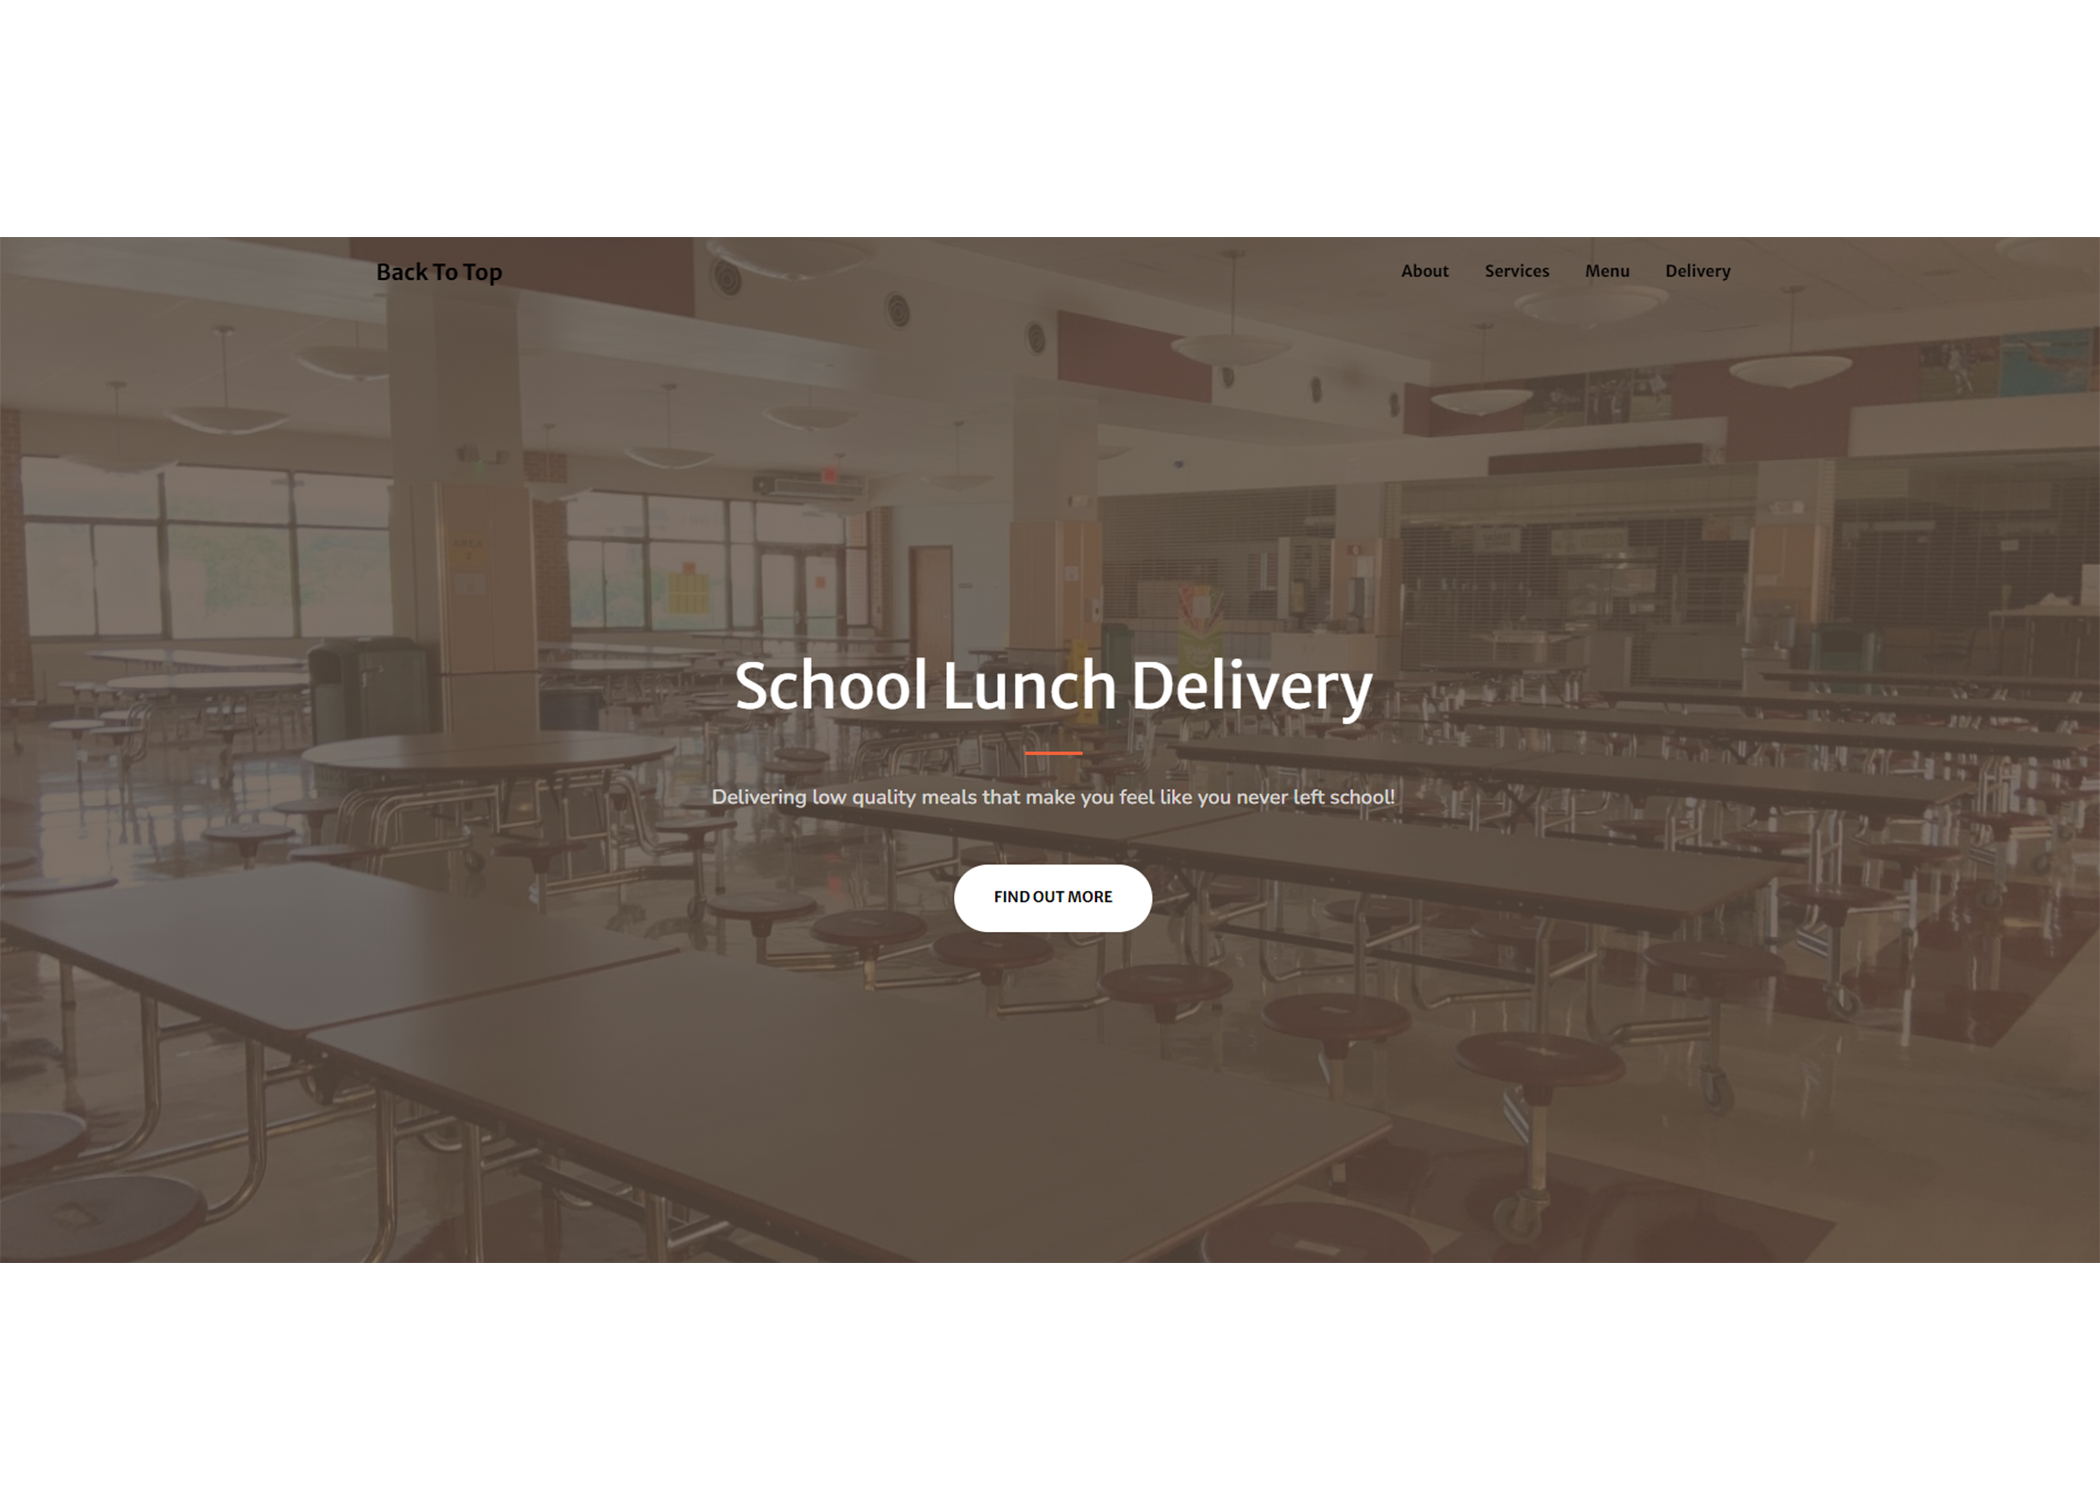 Back To Top
About Services Menu Delivery
School Lunch Delivery
Delivering low quality meals that make you feel like you never left school!
FIND OUT MORE